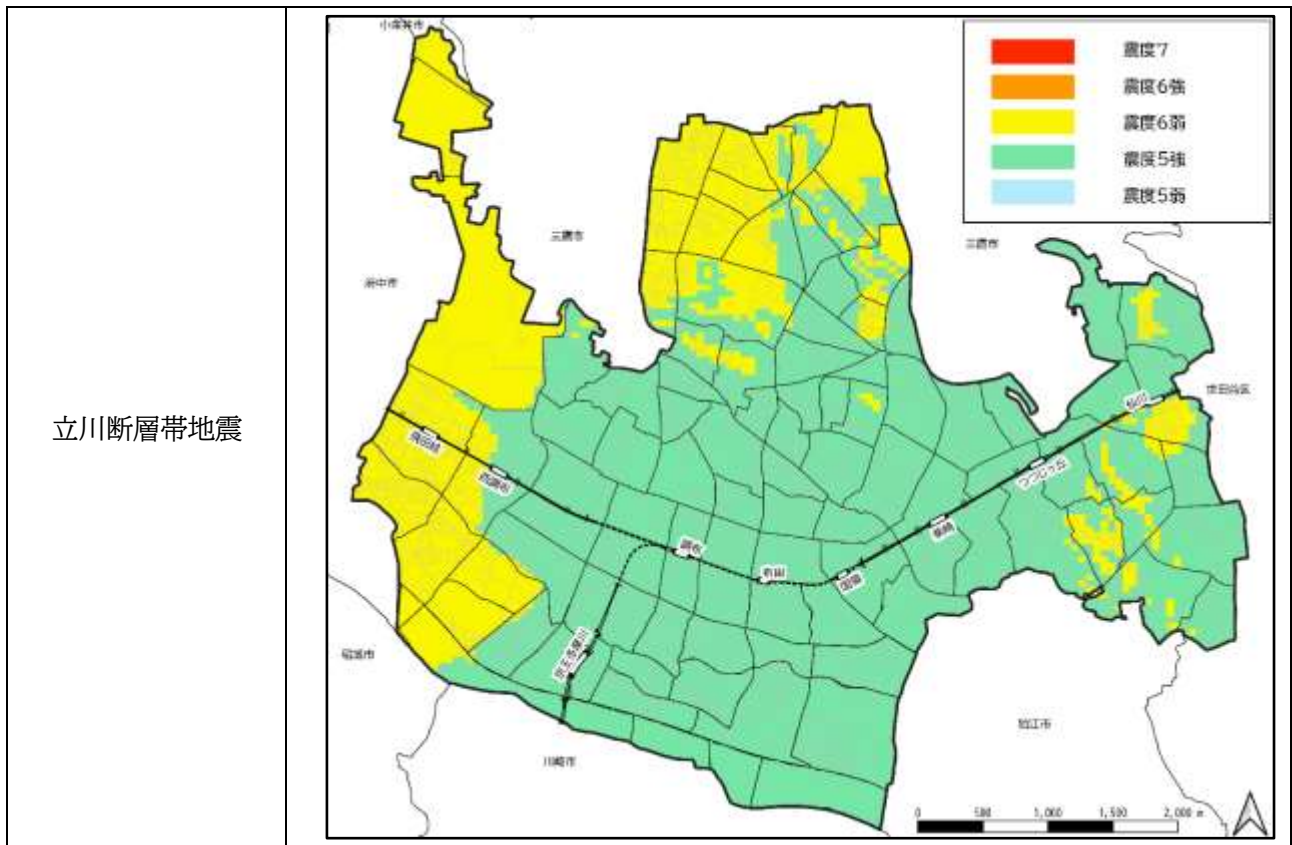 立川断層帯地震
小金井市
震度7
震度6強
震度6弱
震度5強
震度5弱
三鷹市
三鷹市
府中市
世田谷区
仙川
飛田給
つつじヶ丘
西調布
柴崎
調布
布田
国領
京王多摩川
稲城市
狛江市
川崎市
0 500 1,000 1,500 2,000 m